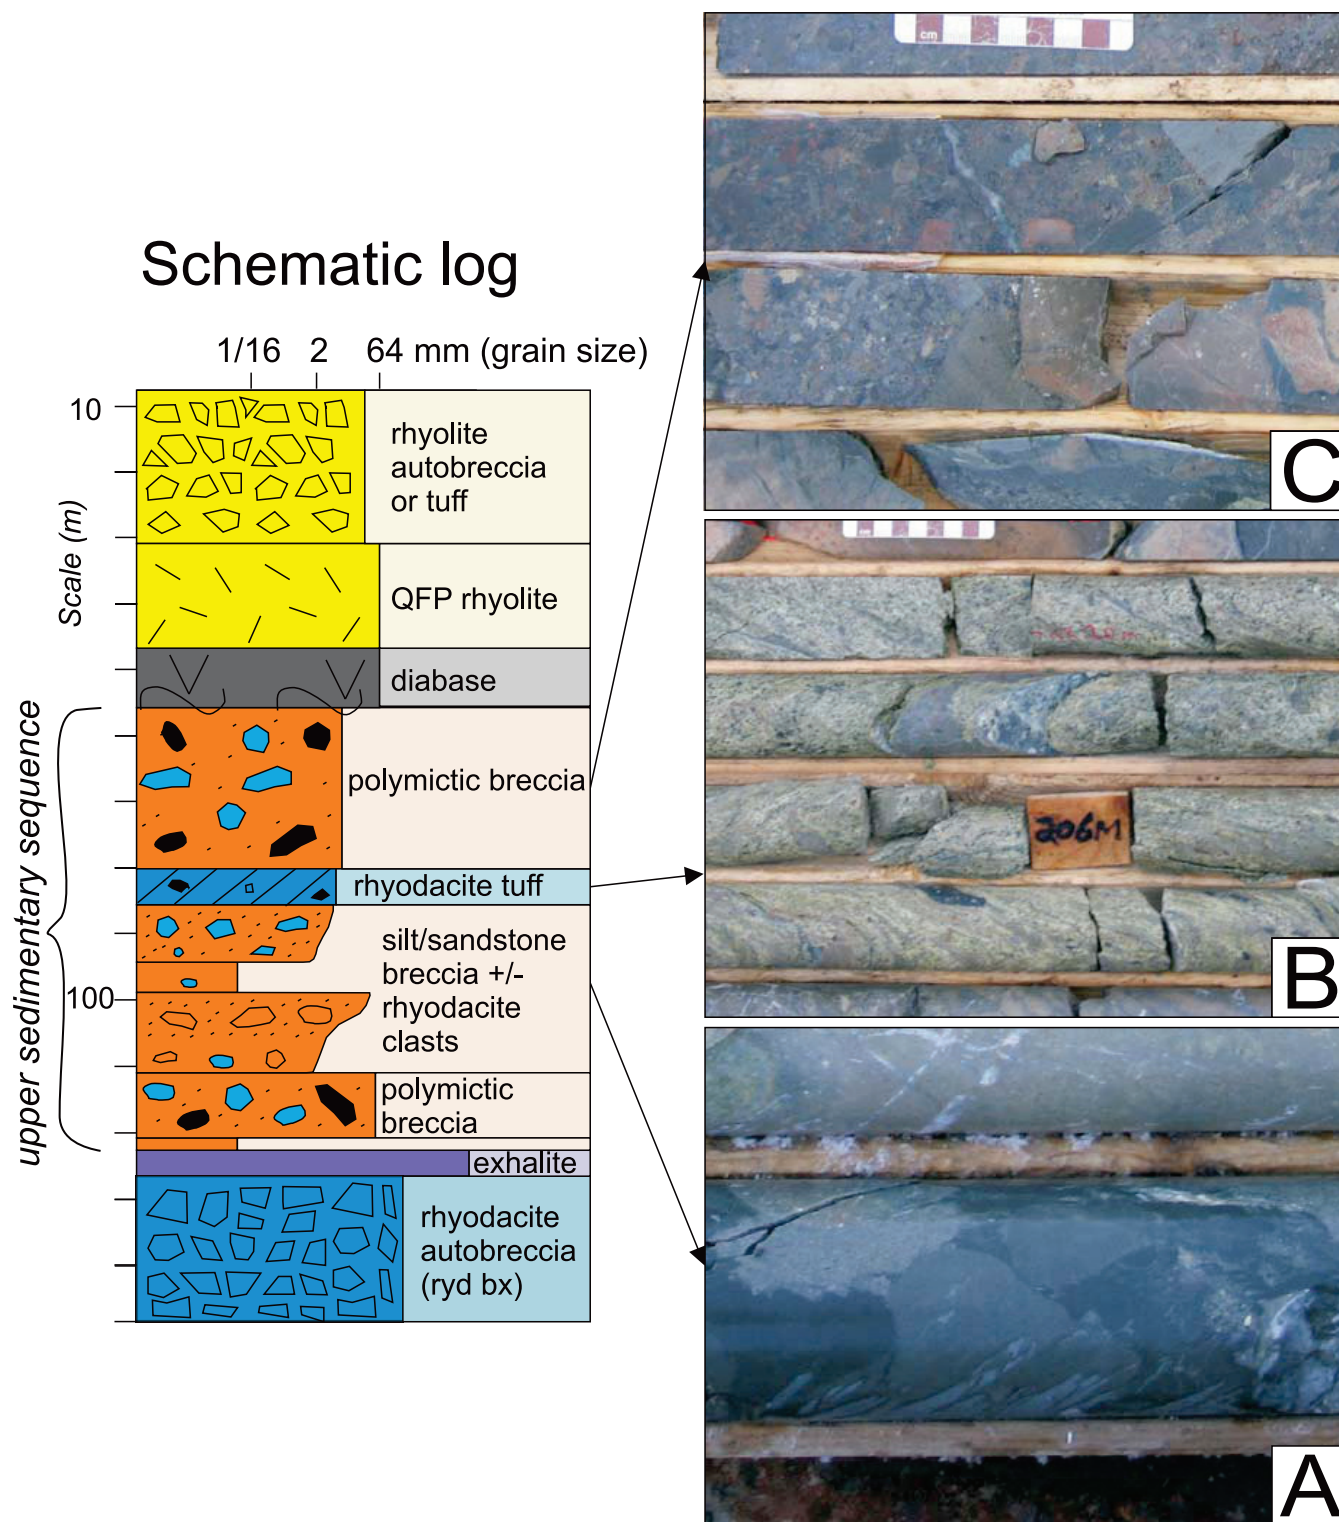 Schematic log
1/16 2 64 mm (grain size)
10
Scale (m)
100
upper sedimentary sequence
rhyolite
autobreccia
or tuff
QFP rhyolite
diabase
polymictic breccia
rhyodacite tuff
silt/sandstone
breccia +/-
rhyodacite
clasts
polymictic
breccia
exhalite
rhyodacite
autobreccia
(ryd bx)
cm
C
206M
B
A